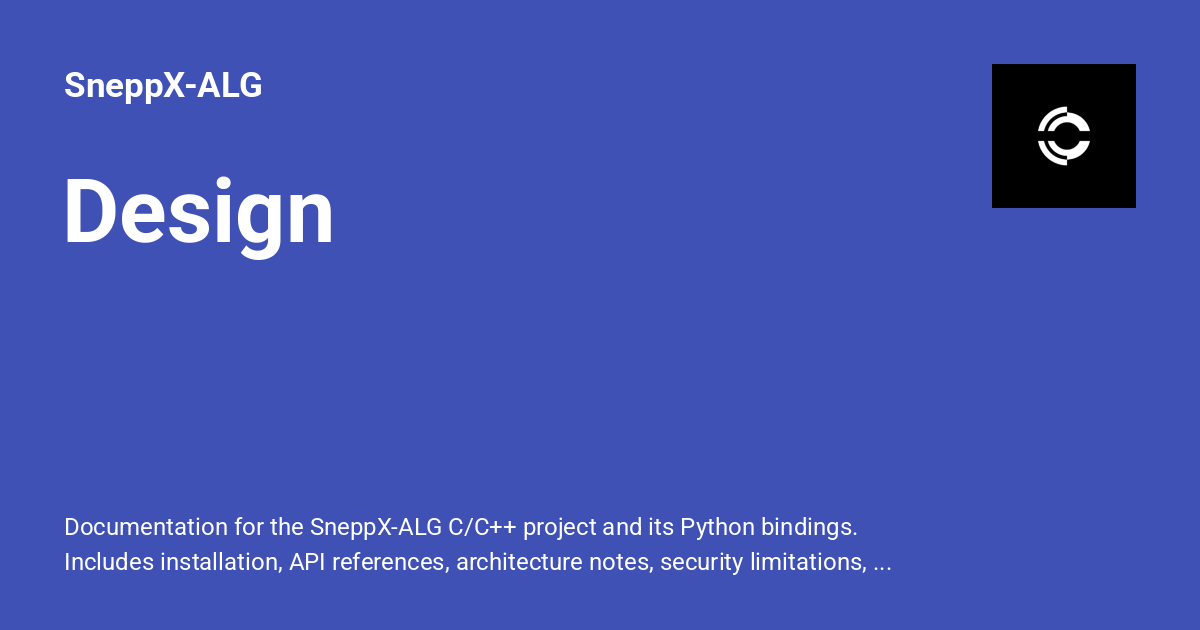 SneppX-ALG
Design
Documentation for the SneppX-ALG C/C++ project and its Python bindings.
Includes installation, API references, architecture notes, security limitations, ...